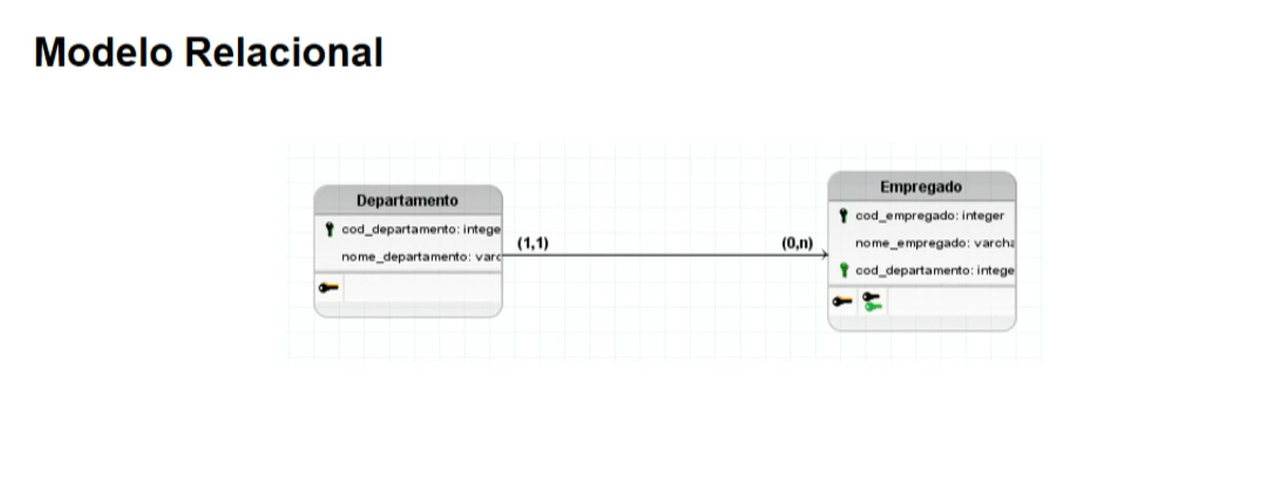 Modelo Relacional
Departamento
cod_departamento: intege
nome_departamento: varc
(1,1)
(0,n)
Empregado
cod_empregado: integer
nome_empregado: varcha
cod_departamento: intege